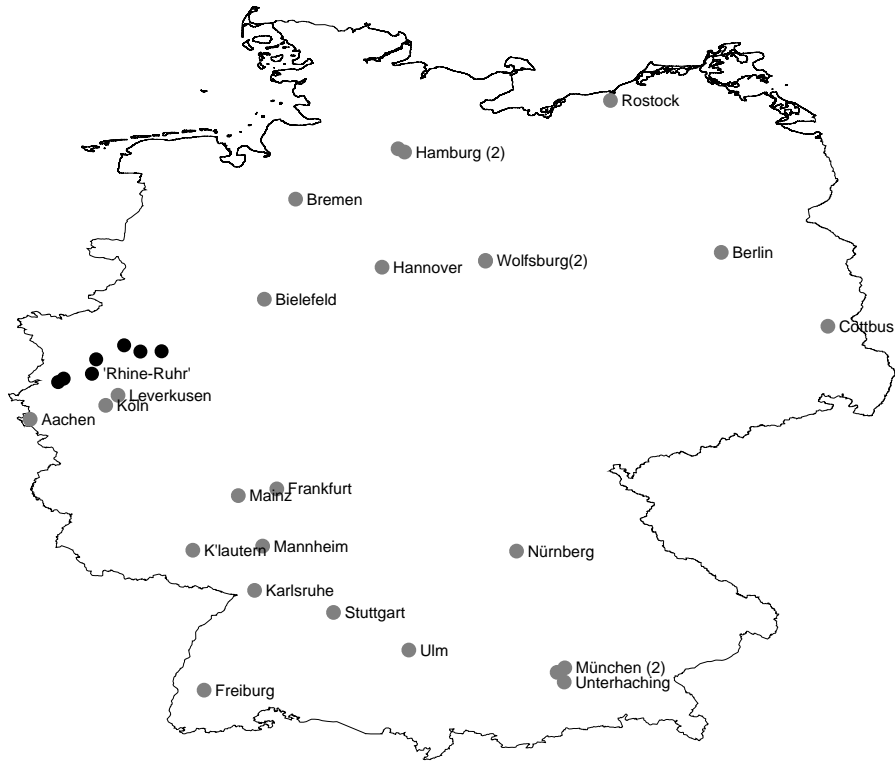 Rostock
Hamburg (2)
Bremen
Berlin
Wolfsburg(2)
Hannover
Bielefeld
Cottbus
'Rhine-Ruhr'
Leverkusen
Köln
Aachen
Frankfurt
Mainz
Mannheim
K'lautern
Nürnberg
Karlsruhe
Stuttgart
Ulm
München (2)
Unterhaching
Freiburg